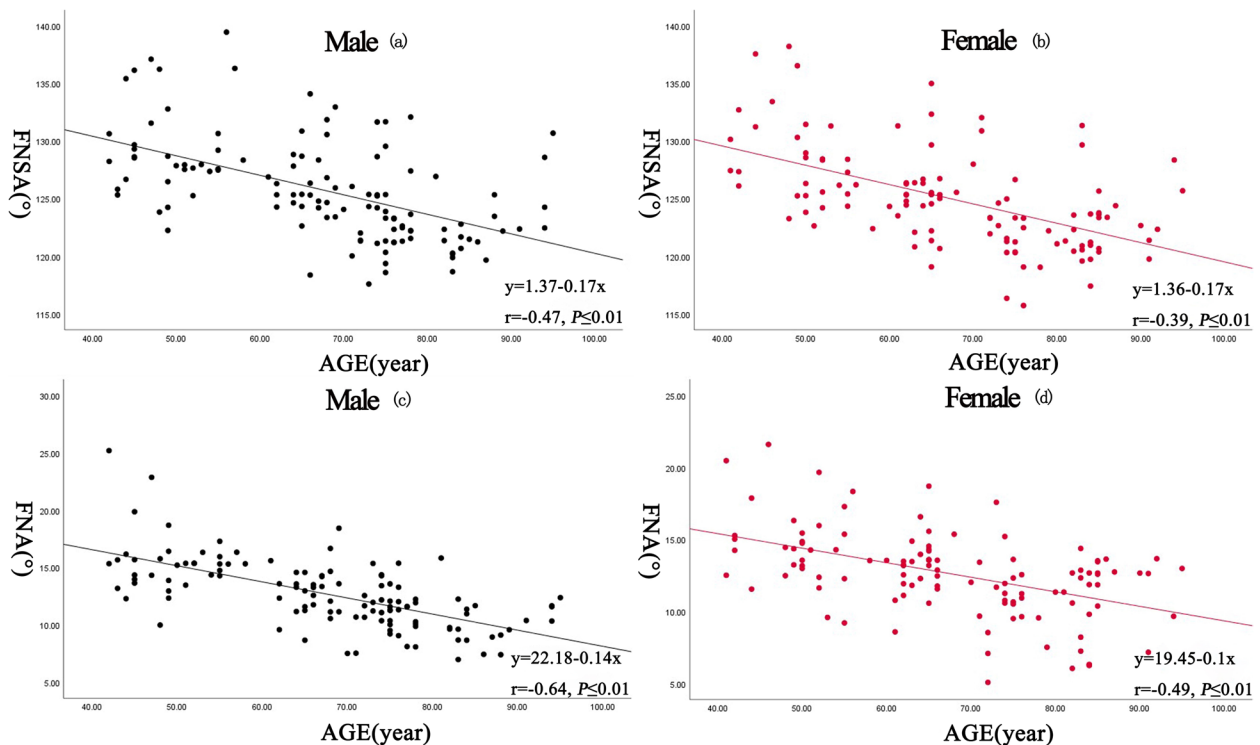 Male (a)
140.00
135.00
130.00
125.00
120.00
115.00
FNSA(°)
y=1.37-0.17x
r=-0.47, P≤0.01
40.00 50.00 60.00 70.00 80.00 90.00 100.00
AGE(year)
Female (b)
140.00
135.00
130.00
125.00
120.00
115.00
FNSA(°)
y=1.36-0.17x
r=-0.39, P≤0.01
40.00 50.00 60.00 70.00 80.00 90.00 100.00
AGE(year)
Male (c)
30.00
25.00
20.00
15.00
10.00
5.00
FNA(°)
y=22.18-0.14x
r=-0.64, P≤0.01
40.00 50.00 60.00 70.00 80.00 90.00 100.00
AGE(year)
Female (d)
25.00
20.00
15.00
10.00
5.00
FNA(°)
y=19.45-0.1x
r=-0.49, P≤0.01
40.00 50.00 60.00 70.00 80.00 90.00 100.00
AGE(year)